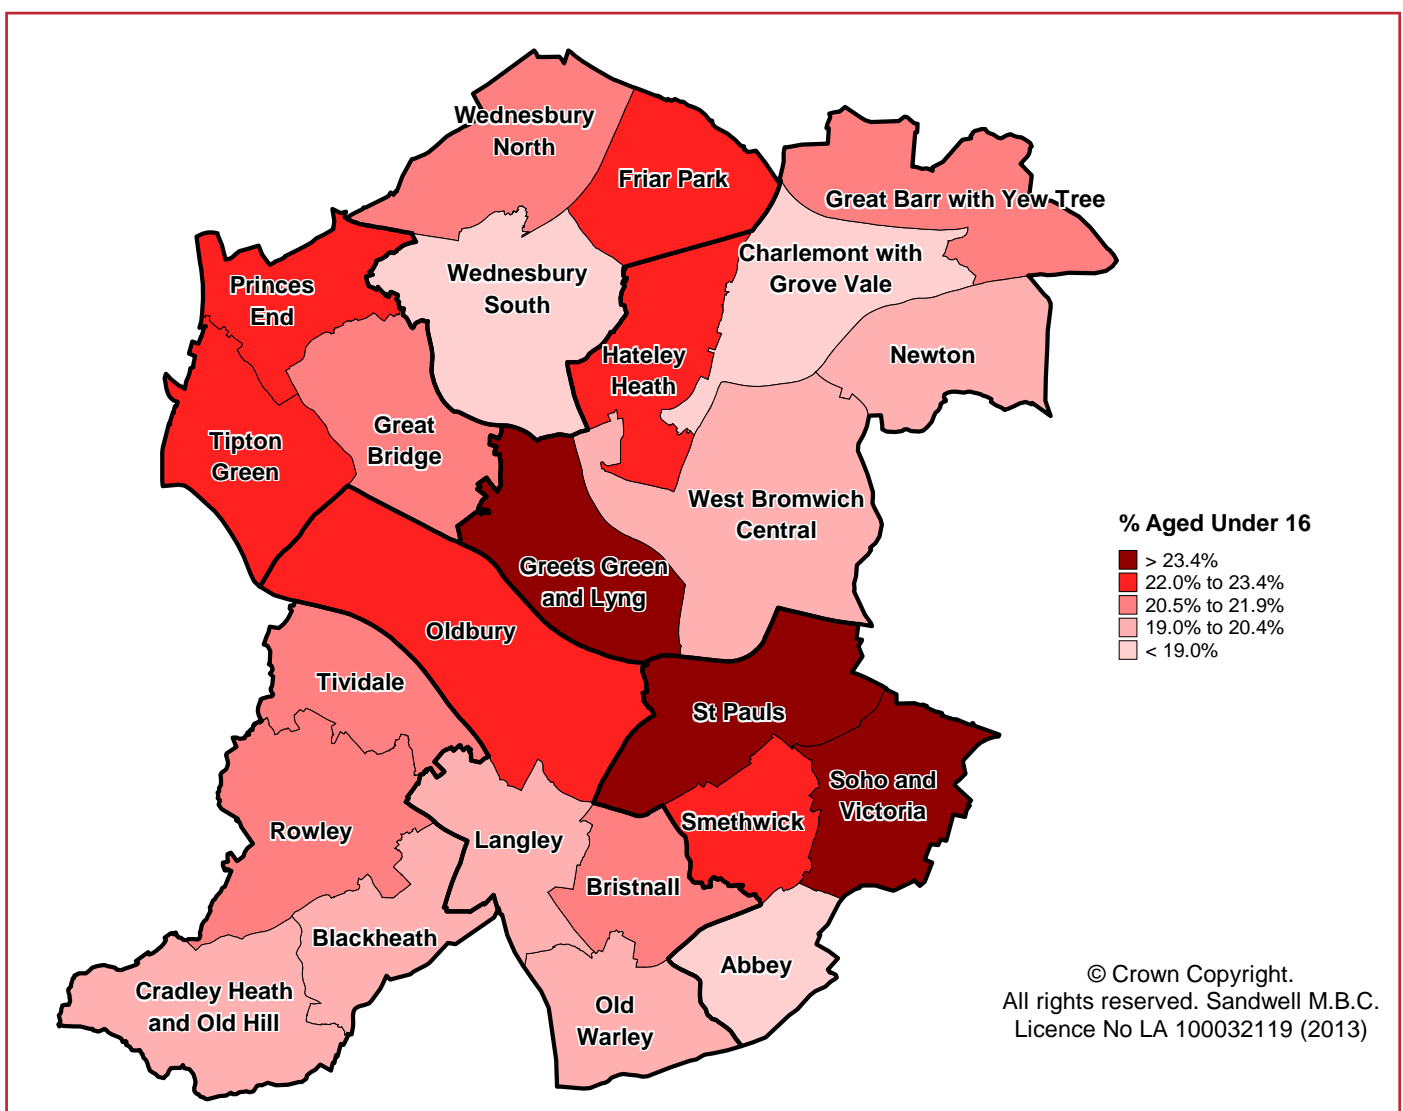 Wednesbury
North
Friar Park
Great Barr with Yew Tree
Charlemont with
Grove Vale
Wednesbury
South
Princes
End
Hateley
Heath
Newton
Great
Bridge
Tipton
Green
West Bromwich
Central
Greets Green
and Lyng
Oldbury
Tividale
St Pauls
Soho and
Victoria
Smethwick
Rowley
Langley
Bristnall
Blackheath
Abbey
Cradley Heath
and Old Hill
Old
Warley
% Aged Under 16
> 23.4%
22.0% to 23.4%
20.5% to 21.9%
19.0% to 20.4%
< 19.0%
© Crown Copyright.
All rights reserved. Sandwell M.B.C.
Licence No LA 100032119 (2013)